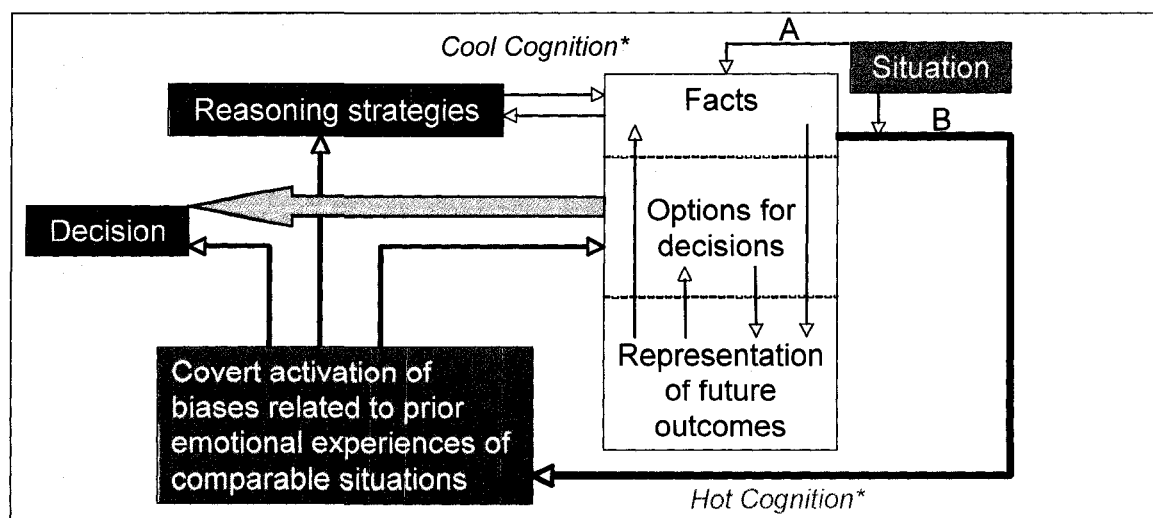 Cool Cognition*
A
Situation
Reasoning strategies
Facts
B
Decision
Options for
decisions
Covert activation of
biases related to prior
emotional experiences of
comparable situations
Representation
of future
outcomes
Hot Cognition*